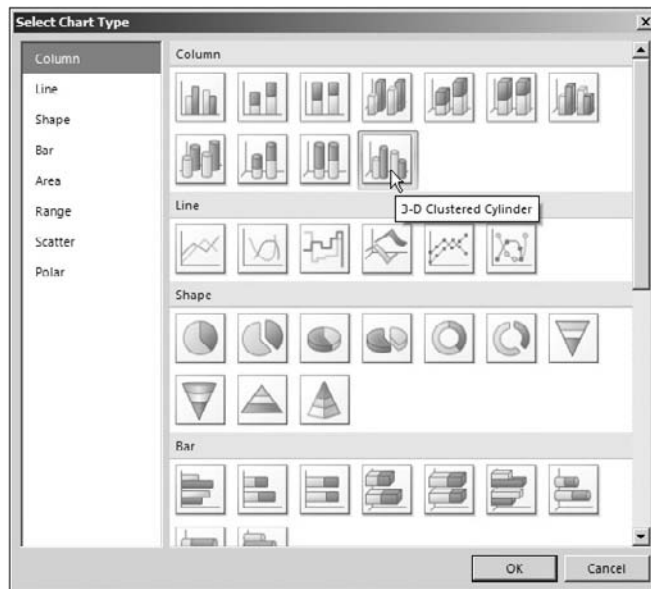 Select Chart Type
Column
Line
Shape
Bar
Area
Range
Scatter
Polar
Column
3-D Clustered Cylinder
Line
Shape
Bar
OK
Cancel